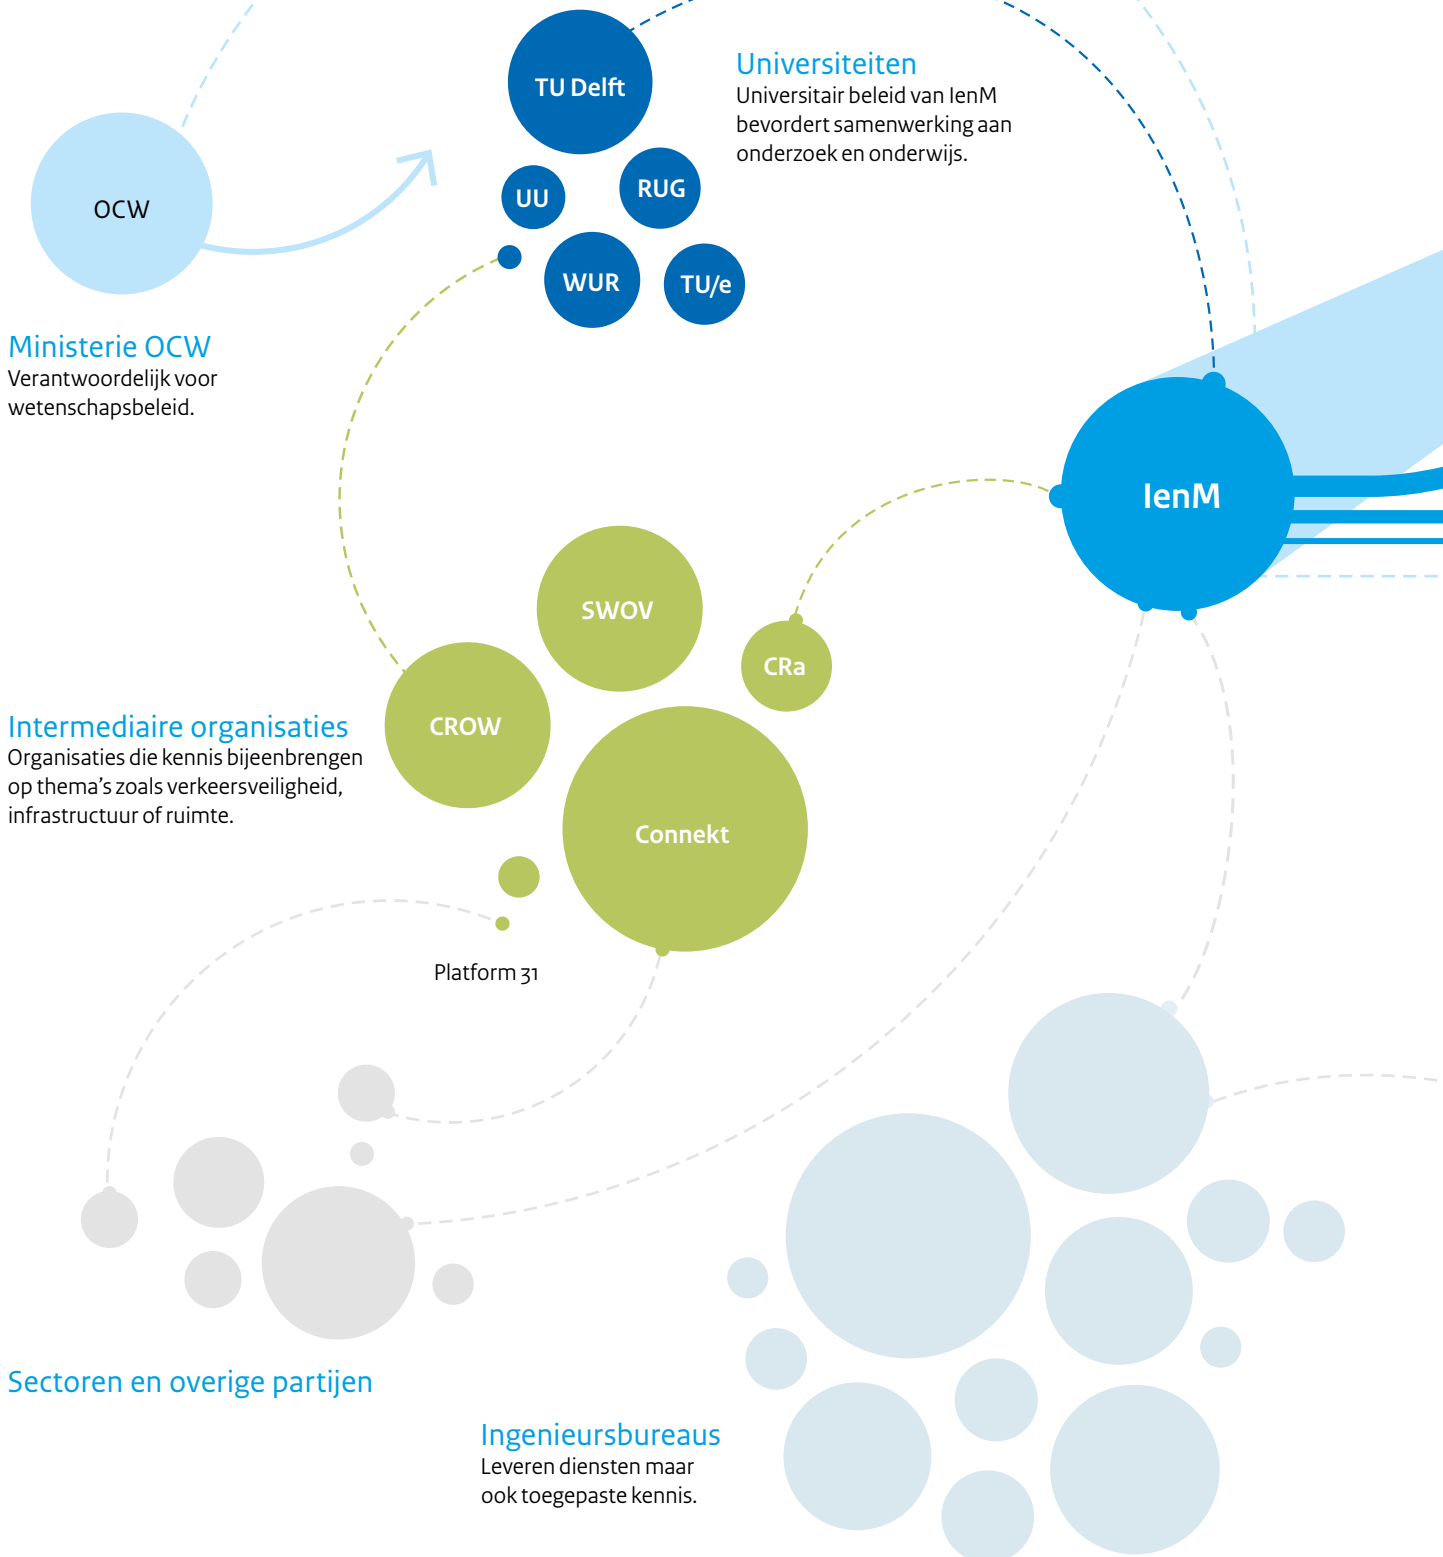 TU Delft
Universiteiten
Universitair beleid van IenM
bevordert samenwerking aan
onderzoek en onderwijs.
UU
RUG
OCW
WUR
TU/e
Ministerie OCW
Verantwoordelijk voor
wetenschapsbeleid.
IenM
SWOV
CRa
CROW
Intermediaire organisaties
Organisaties die kennis bijeenbrengen
op thema’s zoals verkeersveiligheid,
infrastructuur of ruimte.
Connekt
Platform 31
Sectoren en overige partijen
Ingenieursbureaus
Leveren diensten maar
ook toegepaste kennis.